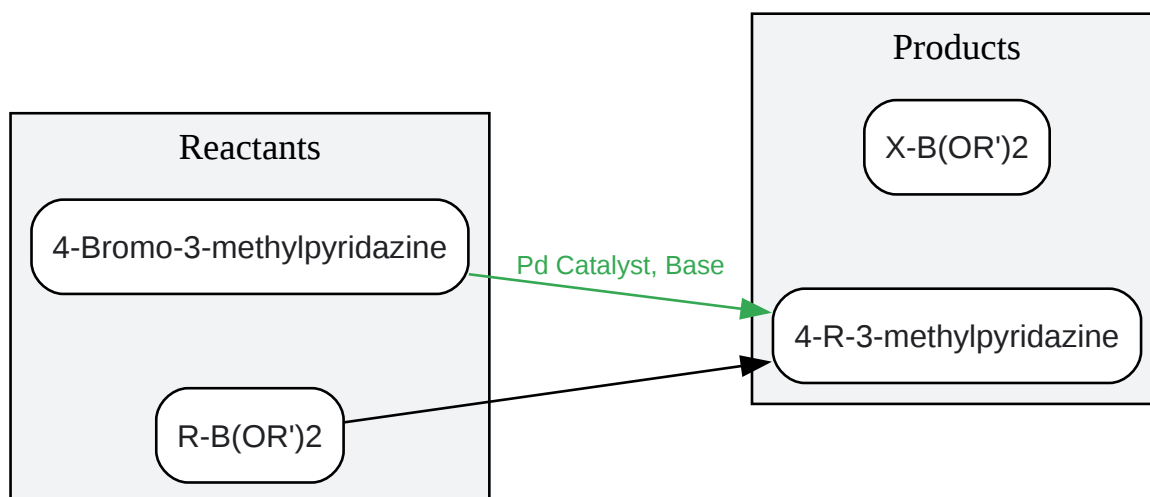 Reactants
4-Bromo-3-methylpyridazine
R-B(OR')2
Pd Catalyst, Base
Products
X-B(OR')2
4-R-3-methylpyridazine